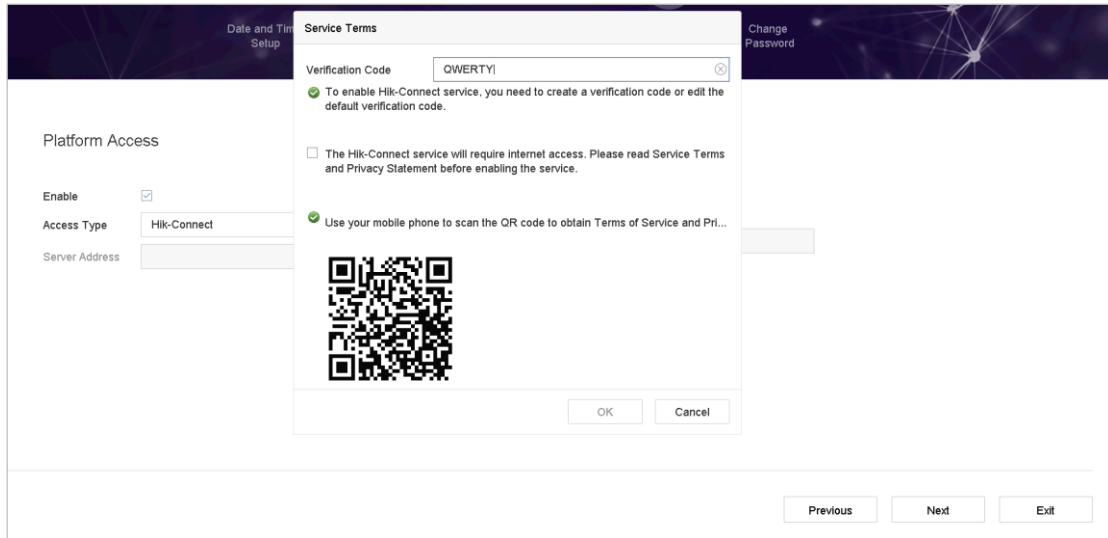 Date and Tim
Setup
Service Terms
Change
Password
Verification Code
QWERTY
To enable Hik-Connect service, you need to create a verification code or edit the
default verification code.
Platform Access
The Hik-Connect service will require internet access. Please read Service Terms
and Privacy Statement before enabling the service.
Enable
Access Type
Hik-Connect
Use your mobile phone to scan the QR code to obtain Terms of Service and Pri...
Server Address
OK
Cancel
Previous
Next
Exit